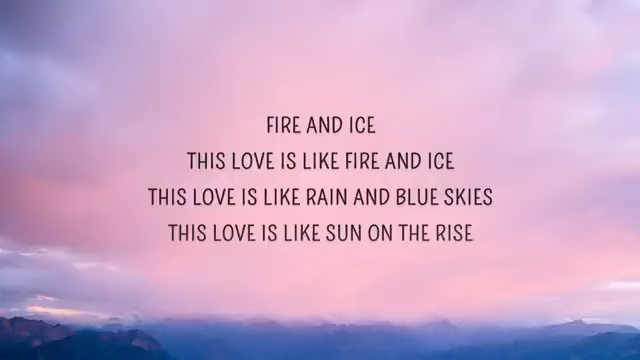 FIRE AND ICE
THIS LOVE IS LIKE FIRE AND ICE
THIS LOVE IS LIKE RAIN AND BLUE SKIES
THIS LOVE IS LIKE SUN ON THE RISE